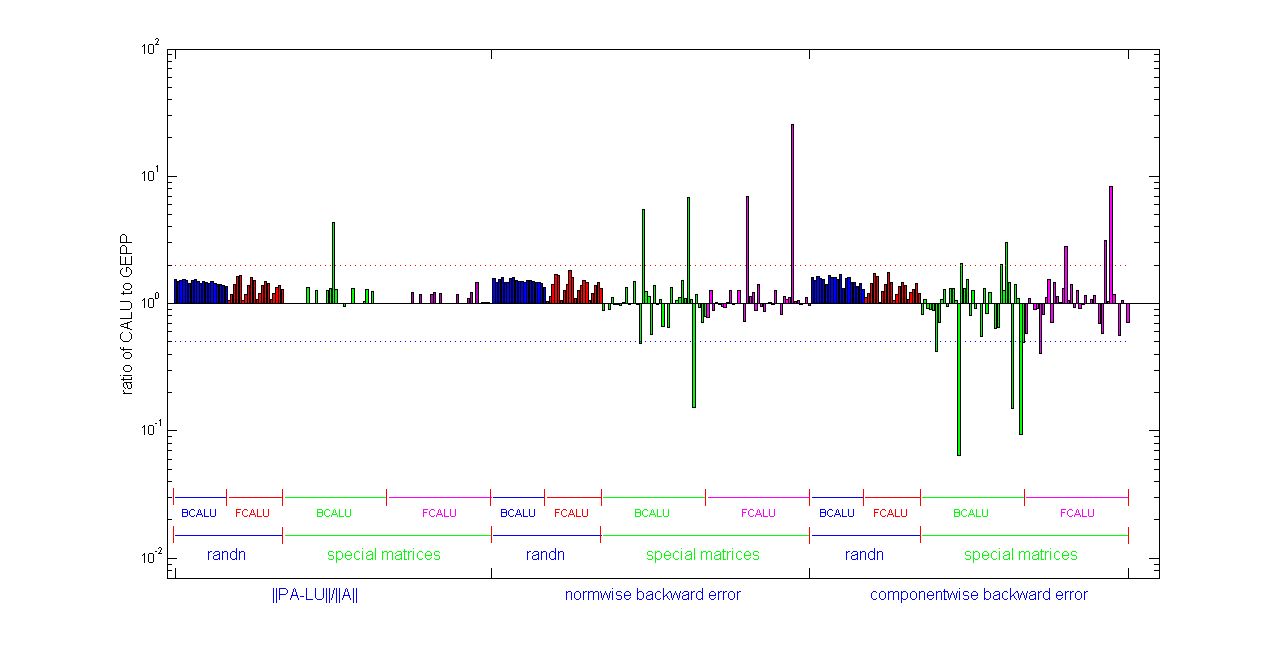 10^2
10^1
10^0
10^-1
10^-2
ratio of CALU to GEPP
BCALU FCALU BCALU FCALU BCALU FCALU BCALU FCALU BCALU FCALU BCALU FCALU
randn special matrices randn special matrices randn special matrices
||PA-LU||/||A|| normwise backward error componentwise backward error